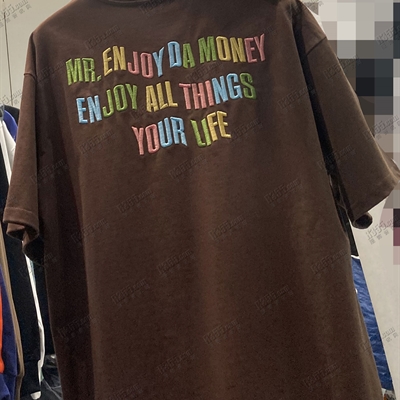 MR. ENJOY DA MONEY
ENJOY ALL THINGS
YOUR LIFE